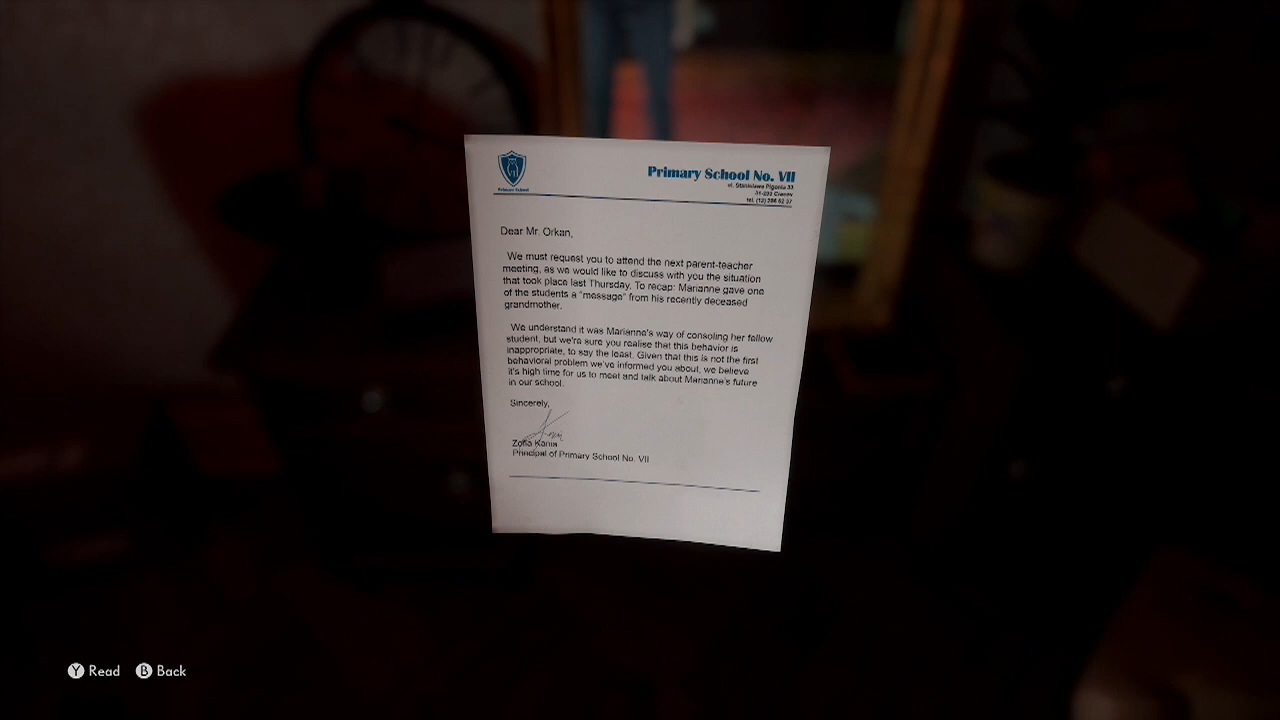 Primary School
Primary School No. VII
ul. Stanisława Pigonia 33
31-202 Cracow
tel. (12) 266 62 37
Dear Mr. Orkan,
We must request you to attend the next parent-teacher
meeting, as we would like to discuss with you the situation
that took place last Thursday. To recap: Marianne gave one
of the students a "message" from his recently deceased
grandmother.
We understand it was Marianne's way of consoling her fellow
student, but we're sure you realise that this behavior is
inappropriate, to say the least. Given that this is not the first
behavioral problem we've informed you about, we believe
it's high time for us to meet and talk about Marianne's future
in our school.
Sincerely,
Zofia Kania
Principal of Primary School No. VII
Y Read B Back